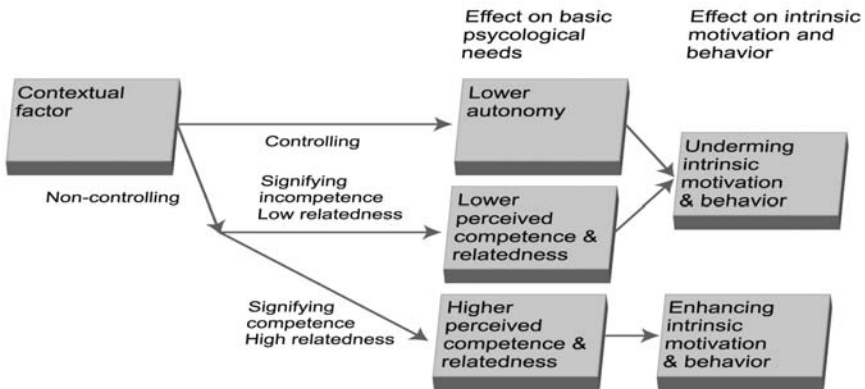 Effect on basic
psycological
needs
Effect on intrinsic
motivation and
behavior
Contextual
factor
Controlling
Lower
autonomy
Underming
intrinsic
motivation
& behavior
Non-controlling
Signifying
incompetence
Low relatedness
Lower
perceived
competence &
relatedness
Signifying
competence
High relatedness
Higher
perceived
competence &
relatedness
Enhancing
intrinsic
motivation
& behavior